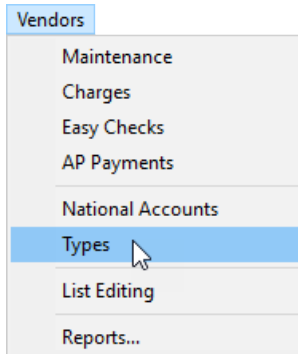 Vendors
Maintenance
Charges
Easy Checks
AP Payments
National Accounts
Types
List Editing
Reports...